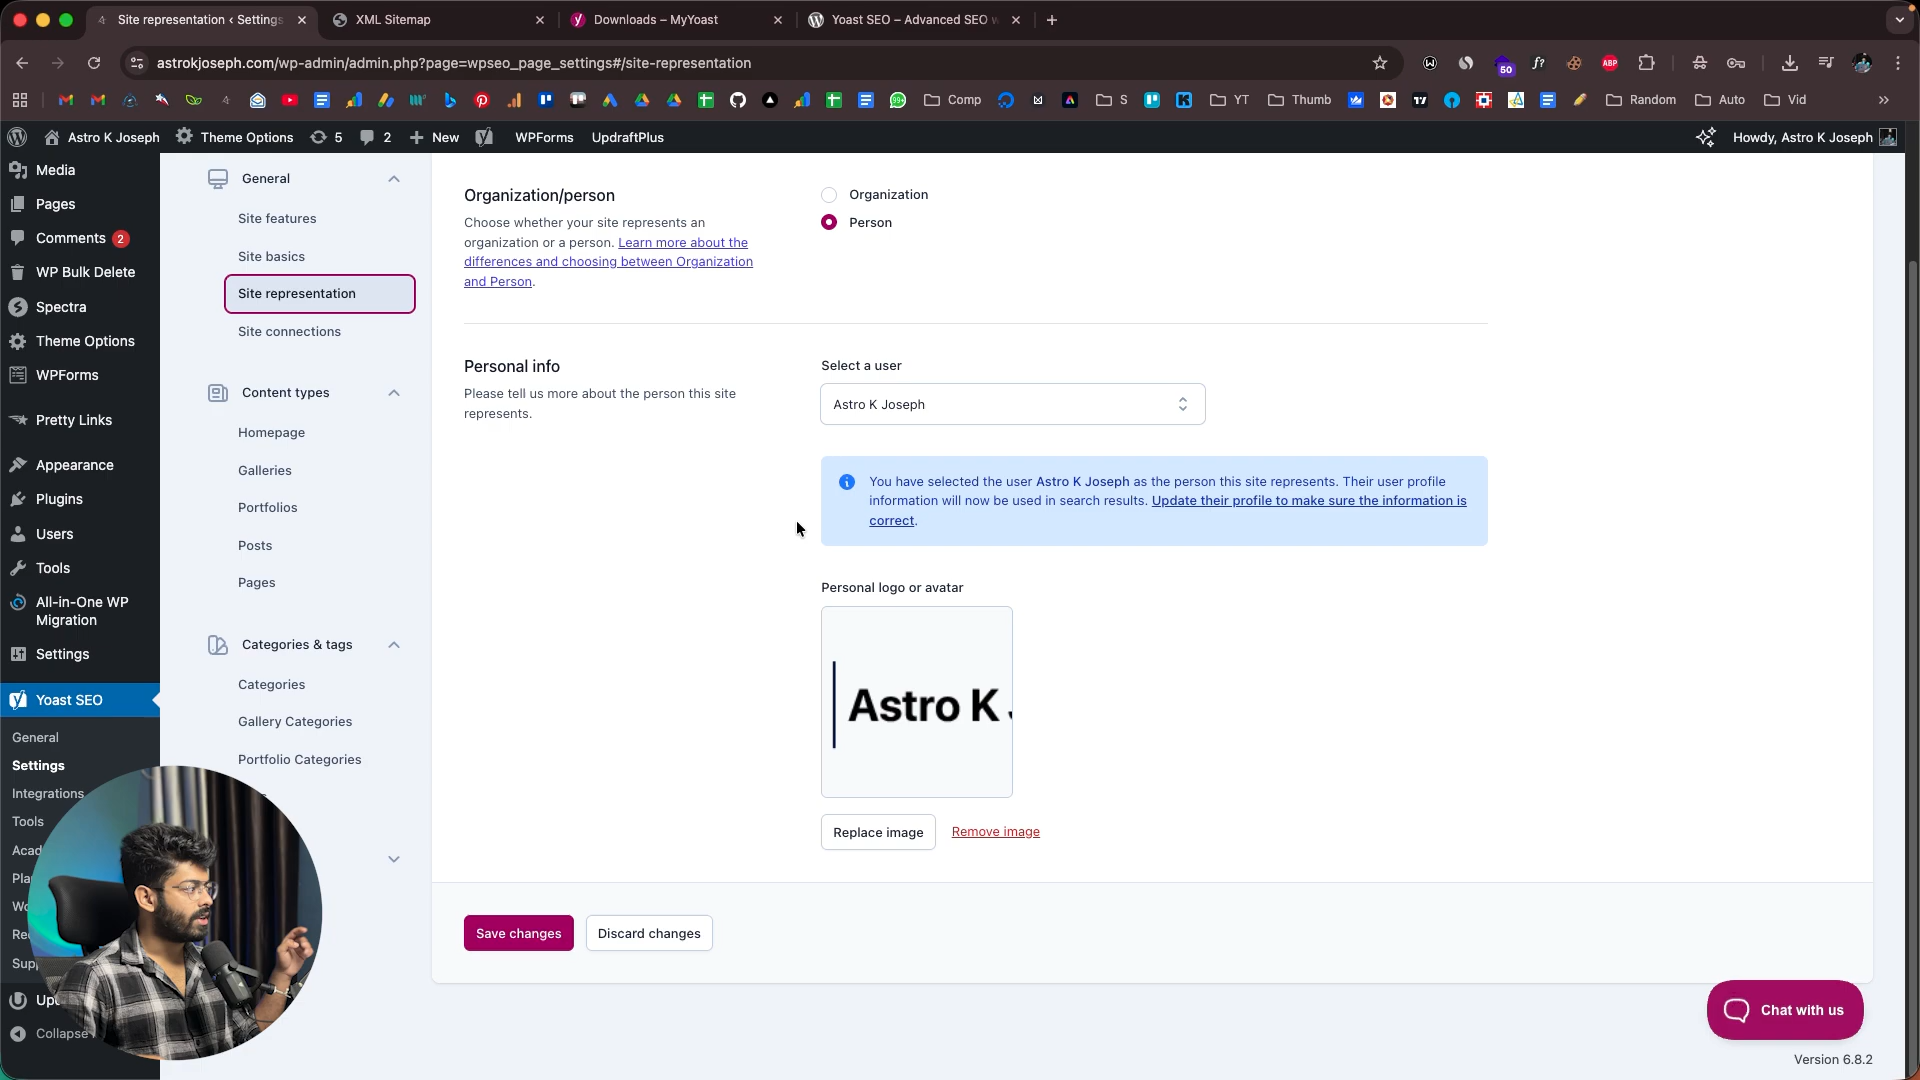 Site representation ‹ Settings
XML Sitemap
Downloads – MyYoast
Yoast SEO – Advanced SEO
astrokjoseph.com/wp-admin/admin.php?page=wpseo_page_settings#/site-representation
50
f?
ABP
99+
Comp
S
YT
Thumb
Random
Auto
Vid
Astro K Joseph
Theme Options
5
2
New
WPForms
UpdraftPlus
Howdy, Astro K Joseph
Media
Pages
Comments 2
WP Bulk Delete
Spectra
Theme Options
WPForms
Pretty Links
Appearance
Plugins
Users
Tools
All-in-One WP
Migration
Settings
Yoast SEO
General
Settings
Integrations
Tools
Collapse
General
Site features
Site basics
Site representation
Site connections
Content types
Homepage
Galleries
Portfolios
Posts
Pages
Categories & tags
Categories
Gallery Categories
Portfolio Categories
Organization/person
Choose whether your site represents an
organization or a person. Learn more about the
differences and choosing between Organization
and Person.
Organization
Person
Personal info
Please tell us more about the person this site
represents.
Select a user
Astro K Joseph
You have selected the user Astro K Joseph as the person this site represents. Their user profile
information will now be used in search results. Update their profile to make sure the information is
correct.
Personal logo or avatar
Astro K
Replace image
Remove image
Save changes
Discard changes
Chat with us
Version 6.8.2